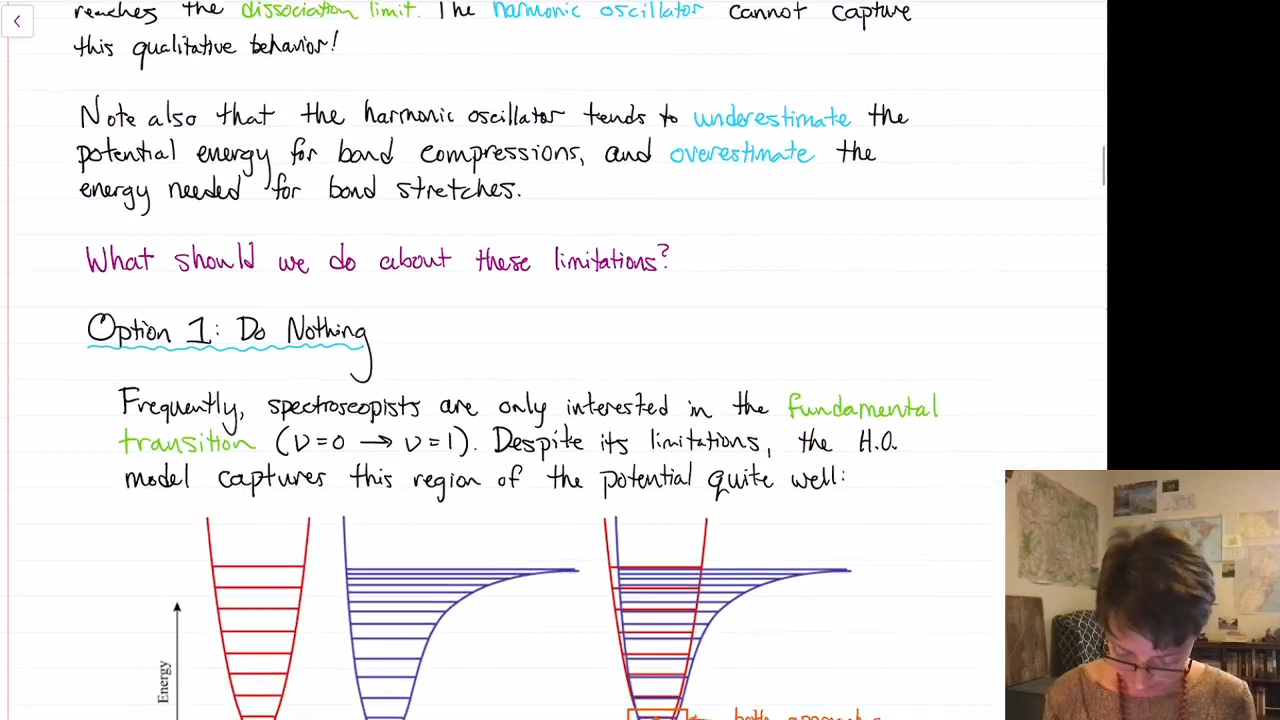 reaches the dissociation limit. The harmonic oscillator cannot capture
this qualitative behavior!
Note also that the harmonic oscillator tends to underestimate the
potential energy for bond compressions, and overestimate the
energy needed for bond stretches.
What should we do about these limitations?
Option 1: Do Nothing
Frequently, spectroscopists are only interested in the fundamental
transition (ν=0 → ν=1). Despite its limitations, the H.O.
model captures this region of the potential quite well:
Energy
both approaches